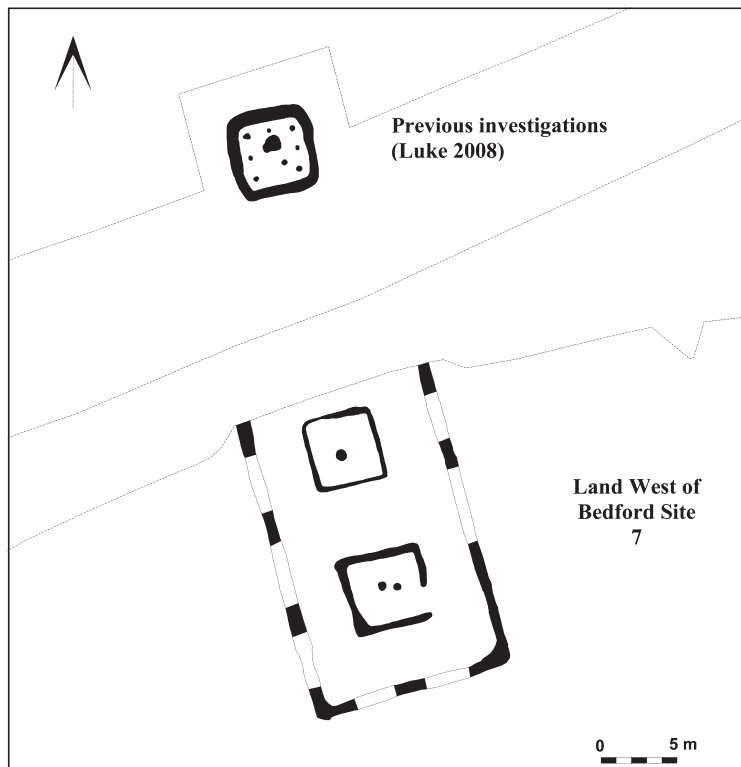 Previous investigations
(Luke 2008)
Land West of
Bedford Site
7
0 5 m